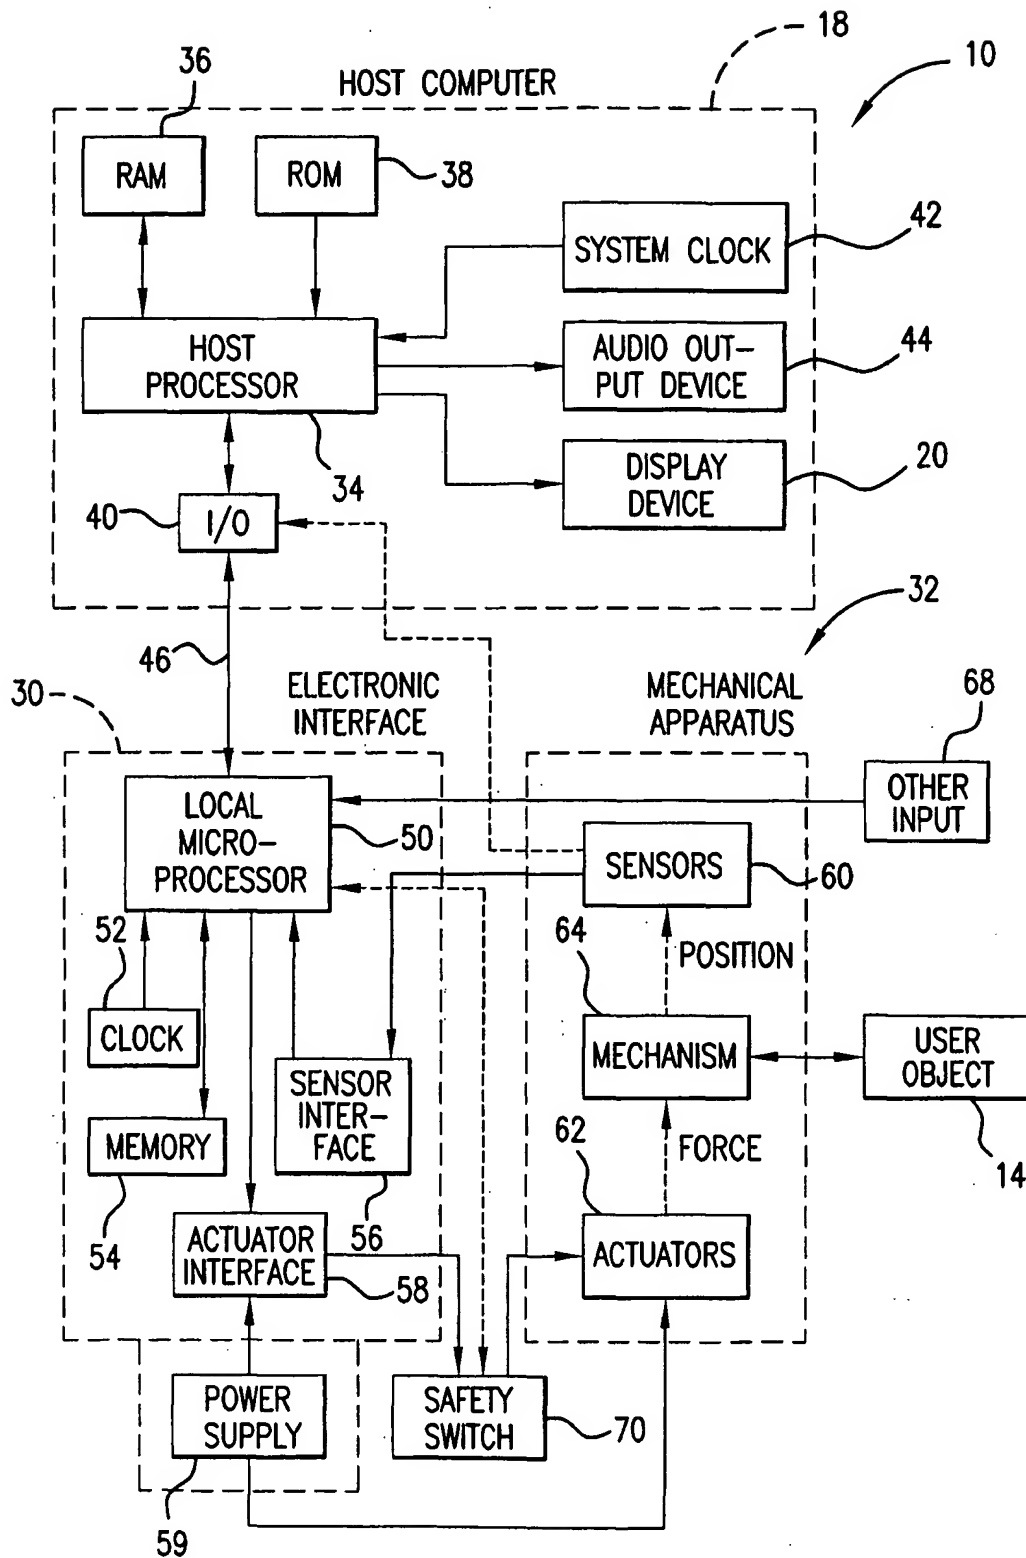 18
10
HOST COMPUTER
36
RAM
ROM
38
SYSTEM CLOCK
42
HOST
PROCESSOR
34
AUDIO OUT-
PUT DEVICE
44
DISPLAY
DEVICE
20
40
I/O
46
32
30
ELECTRONIC
INTERFACE
MECHANICAL
APPARATUS
68
OTHER
INPUT
LOCAL
MICRO-
PROCESSOR
50
SENSORS
60
52
CLOCK
64
POSITION
MECHANISM
USER
OBJECT
14
SENSOR
INTER-
FACE
56
MEMORY
54
62
FORCE
ACTUATORS
ACTUATOR
INTERFACE
58
POWER
SUPPLY
59
SAFETY
SWITCH
70